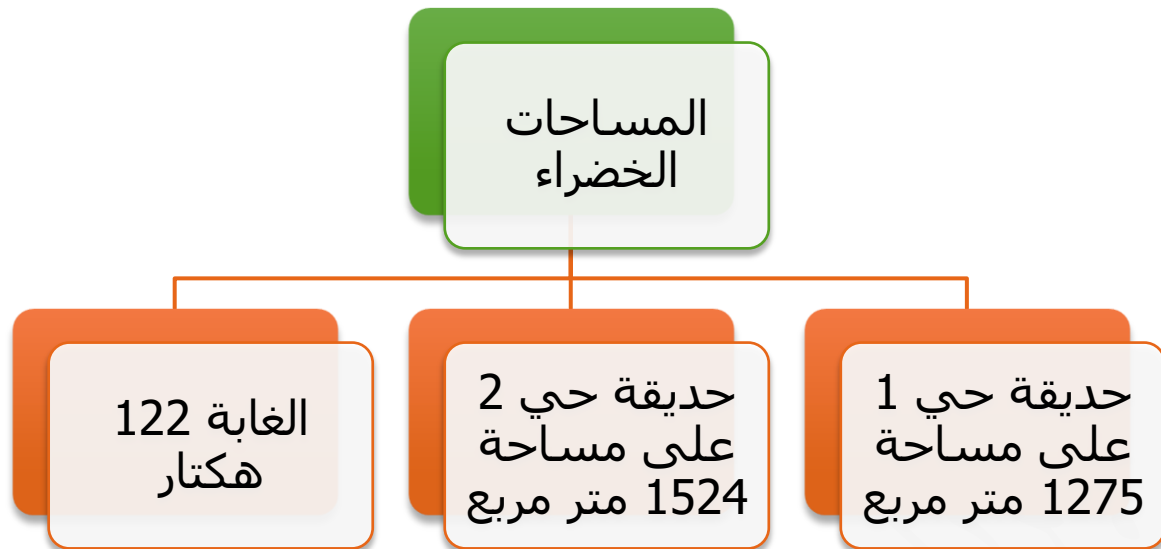 المساحات
الخضراء
حديقة حي 1
على مساحة
1275 متر مربع
حديقة حي 2
على مساحة
1524 متر مربع
الغابة 122
هكتار